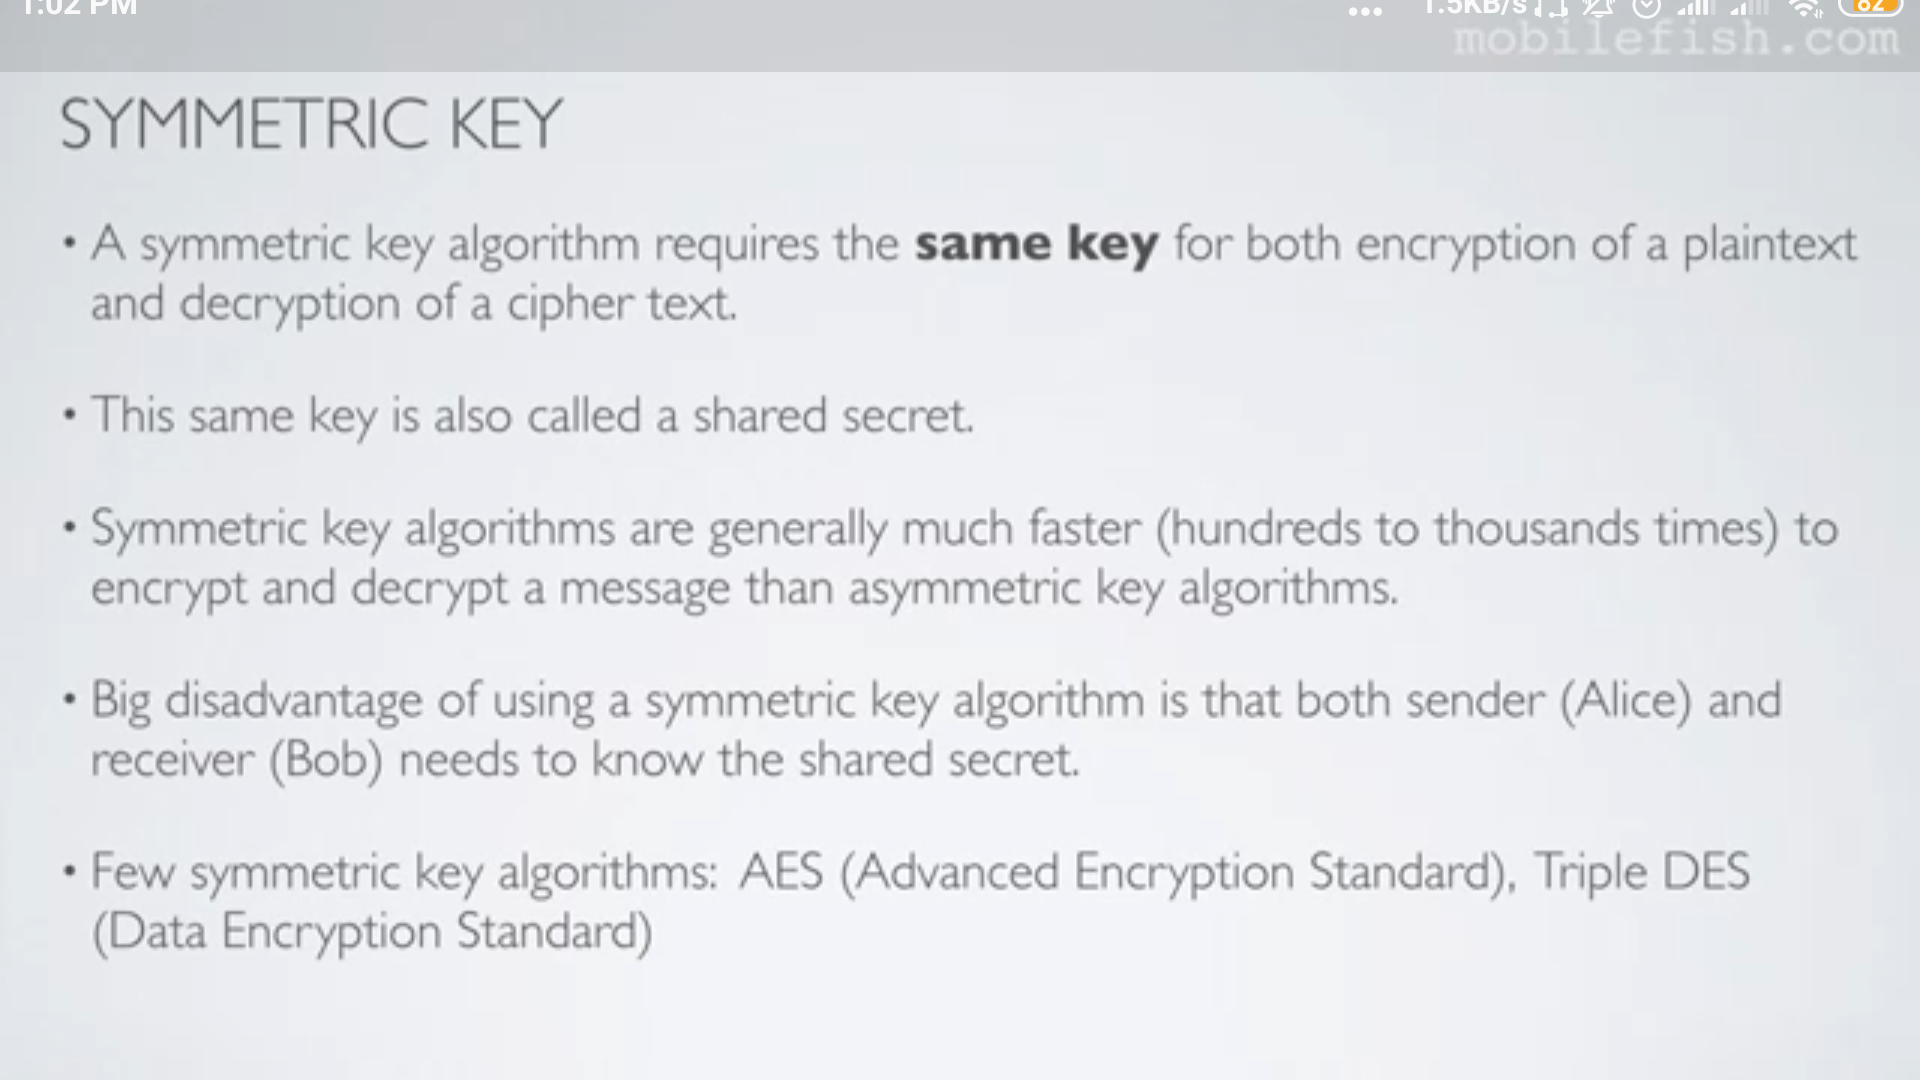 1:02 PM
... 1.5KB/s 82
mobilefish.com
SYMMETRIC KEY
• A symmetric key algorithm requires the same key for both encryption of a plaintext
and decryption of a cipher text.
• This same key is also called a shared secret.
• Symmetric key algorithms are generally much faster (hundreds to thousands times) to
encrypt and decrypt a message than asymmetric key algorithms.
• Big disadvantage of using a symmetric key algorithm is that both sender (Alice) and
receiver (Bob) needs to know the shared secret.
• Few symmetric key algorithms: AES (Advanced Encryption Standard), Triple DES
(Data Encryption Standard)